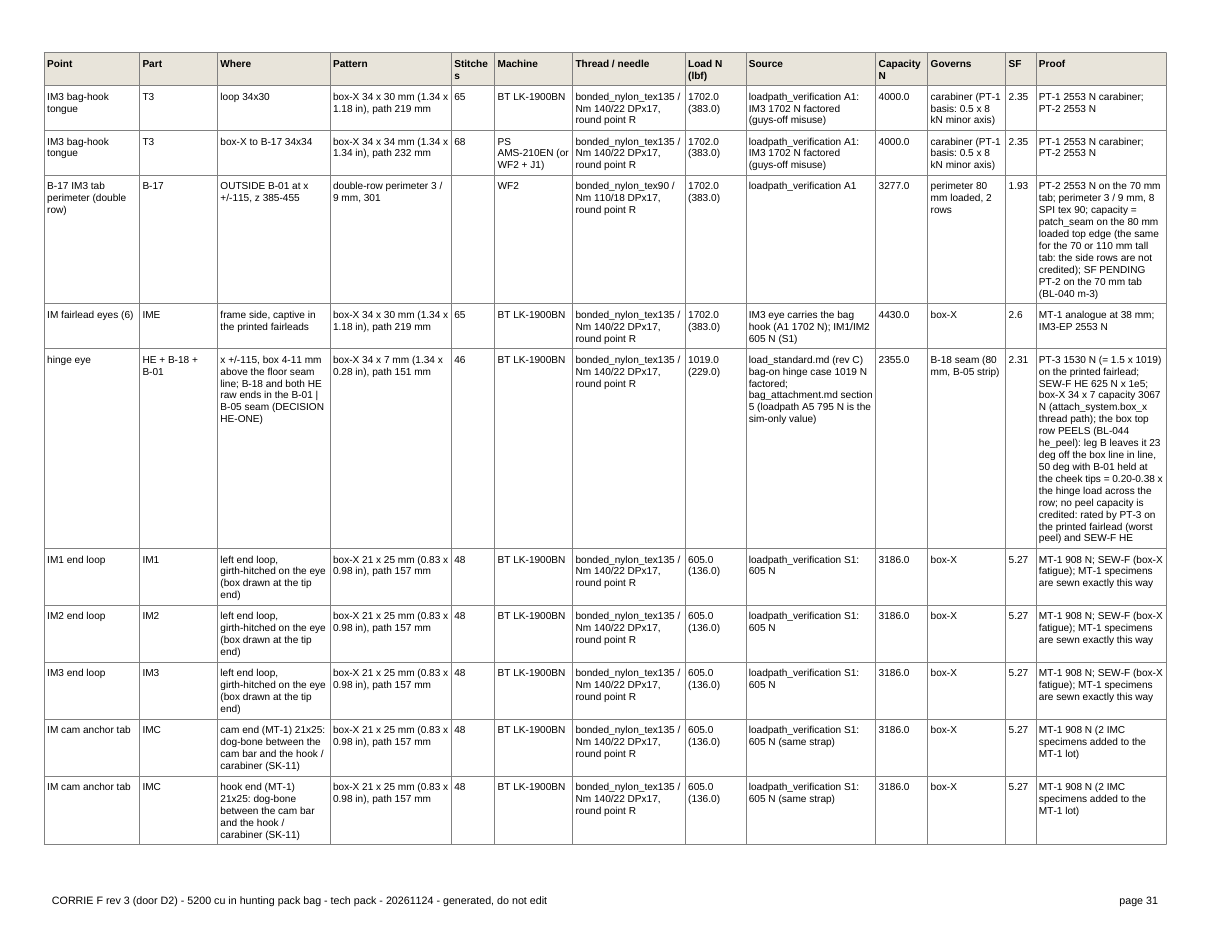 Point Part Where Pattern Stitche Machine Thread / needle Load N Source Capacity Governs SF Proof
s (lbf) N
IM3 bag-hook T3 loop 34x30 box-X 34 x 30 mm (1.34 x 65 BT LK-1900BN bonded_nylon_tex135 / 1702.0 loadpath_verification A1: 4000.0 carabiner (PT-1 2.35 PT-1 2553 N carabiner;
tongue 1.18 in), path 219 mm Nm 140/22 DPx17, (383.0) IM3 1702 N factored basis: 0.5 x 8 PT-2 2553 N
round point R (guys-off misuse) kN minor axis)
IM3 bag-hook T3 box-X to B-17 34x34 box-X 34 x 34 mm (1.34 x 68 PS bonded_nylon_tex135 / 1702.0 loadpath_verification A1: 4000.0 carabiner (PT-1 2.35 PT-1 2553 N carabiner;
tongue 1.34 in), path 232 mm AMS-210EN (or Nm 140/22 DPx17, (383.0) IM3 1702 N factored basis: 0.5 x 8 PT-2 2553 N
WF2 + J1) round point R (guys-off misuse) kN minor axis)
B-17 IM3 tab B-17 OUTSIDE B-01 at x double-row perimeter 3 / WF2 bonded_nylon_tex90 / 1702.0 loadpath_verification A1 3277.0 perimeter 80 1.93 PT-2 2553 N on the 70 mm
perimeter (double +/-115, z 385-455 9 mm, 301 Nm 110/18 DPx17, (383.0) mm loaded, 2 tab; perimeter 3 / 9 mm, 8
row) round point R rows SPI tex 90; capacity =
patch_seam on the 80 mm
loaded top edge (the same
for the 70 or 110 mm tall
tab: the side rows are not
credited); SF PENDING
PT-2 on the 70 mm tab
(BL-040 m-3)
IM fairlead eyes (6) IME frame side, captive in box-X 34 x 30 mm (1.34 x 65 BT LK-1900BN bonded_nylon_tex135 / 1702.0 IM3 eye carries the bag 4430.0 box-X 2.6 MT-1 analogue at 38 mm;
the printed fairleads 1.18 in), path 219 mm Nm 140/22 DPx17, (383.0) hook (A1 1702 N); IM1/IM2 IM3-EP 2553 N
round point R 605 N (S1)
hinge eye HE + B-18 + x +/-115, box 4-11 mm box-X 34 x 7 mm (1.34 x 46 BT LK-1900BN bonded_nylon_tex135 / 1019.0 load_standard.md (rev C) 2355.0 B-18 seam (80 2.31 PT-3 1530 N (= 1.5 x 1019)
B-01 above the floor seam 0.28 in), path 151 mm Nm 140/22 DPx17, (229.0) bag-on hinge case 1019 N mm, B-05 strip) on the printed fairlead;
line; B-18 and both HE round point R factored; SEW-F HE 625 N x 1e5;
raw ends in the B-01 | bag_attachment.md section box-X 34 x 7 capacity 3067
B-05 seam (DECISION 5 (loadpath A5 795 N is the N (attach_system.box_x
HE-ONE) sim-only value) thread path); the box top
row PEELS (BL-044
he_peel): leg B leaves it 23
deg off the box line in line,
50 deg with B-01 held at
the cheek tips = 0.20-0.38 x
the hinge load across the
row; no peel capacity is
credited: rated by PT-3 on
the printed fairlead (worst
peel) and SEW-F HE
IM1 end loop IM1 left end loop, box-X 21 x 25 mm (0.83 x 48 BT LK-1900BN bonded_nylon_tex135 / 605.0 loadpath_verification S1: 3186.0 box-X 5.27 MT-1 908 N; SEW-F (box-X
girth-hitched on the eye 0.98 in), path 157 mm Nm 140/22 DPx17, (136.0) 605 N fatigue); MT-1 specimens
(box drawn at the tip round point R are sewn exactly this way
end)
IM2 end loop IM2 left end loop, box-X 21 x 25 mm (0.83 x 48 BT LK-1900BN bonded_nylon_tex135 / 605.0 loadpath_verification S1: 3186.0 box-X 5.27 MT-1 908 N; SEW-F (box-X
girth-hitched on the eye 0.98 in), path 157 mm Nm 140/22 DPx17, (136.0) 605 N fatigue); MT-1 specimens
(box drawn at the tip round point R are sewn exactly this way
end)
IM3 end loop IM3 left end loop, box-X 21 x 25 mm (0.83 x 48 BT LK-1900BN bonded_nylon_tex135 / 605.0 loadpath_verification S1: 3186.0 box-X 5.27 MT-1 908 N; SEW-F (box-X
girth-hitched on the eye 0.98 in), path 157 mm Nm 140/22 DPx17, (136.0) 605 N fatigue); MT-1 specimens
(box drawn at the tip round point R are sewn exactly this way
end)
IM cam anchor tab IMC cam end (MT-1) 21x25: box-X 21 x 25 mm (0.83 x 48 BT LK-1900BN bonded_nylon_tex135 / 605.0 loadpath_verification S1: 3186.0 box-X 5.27 MT-1 908 N (2 IMC
dog-bone between the 0.98 in), path 157 mm Nm 140/22 DPx17, (136.0) 605 N (same strap) specimens added to the
cam bar and the hook / round point R MT-1 lot)
carabiner (SK-11)
IM cam anchor tab IMC hook end (MT-1) box-X 21 x 25 mm (0.83 x 48 BT LK-1900BN bonded_nylon_tex135 / 605.0 loadpath_verification S1: 3186.0 box-X 5.27 MT-1 908 N (2 IMC
21x25: dog-bone 0.98 in), path 157 mm Nm 140/22 DPx17, (136.0) 605 N (same strap) specimens added to the
between the cam bar round point R MT-1 lot)
and the hook /
carabiner (SK-11)
CORRIE F rev 3 (door D2) - 5200 cu in hunting pack bag - tech pack - 20261124 - generated, do not edit page 31